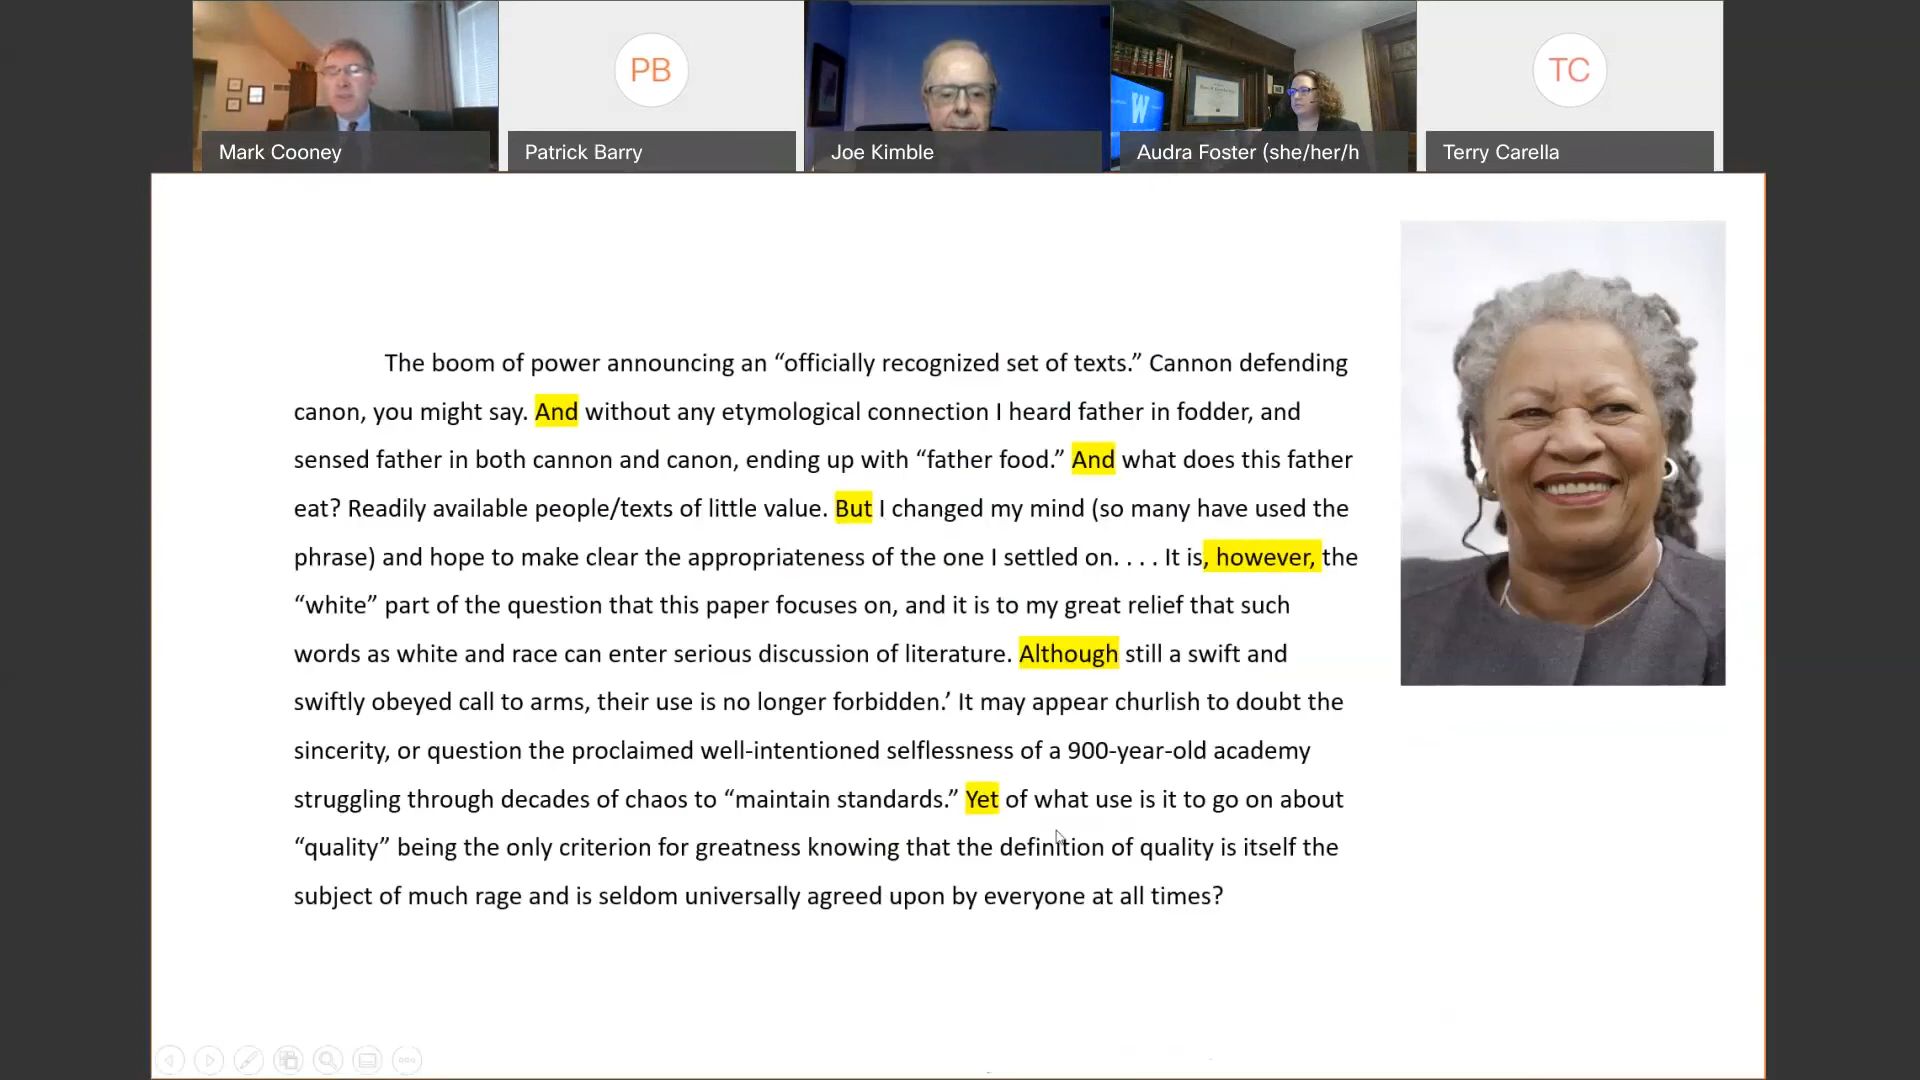 PB
TC
W
Mark Cooney
Patrick Barry
Joe Kimble
Audra Foster (she/her/h
Terry Carella
The boom of power announcing an “officially recognized set of texts.” Cannon defending
canon, you might say. And without any etymological connection I heard father in fodder, and
sensed father in both cannon and canon, ending up with “father food.” And what does this father
eat? Readily available people/texts of little value. But I changed my mind (so many have used the
phrase) and hope to make clear the appropriateness of the one I settled on. . . . It is, however, the
“white” part of the question that this paper focuses on, and it is to my great relief that such
words as white and race can enter serious discussion of literature. Although still a swift and
swiftly obeyed call to arms, their use is no longer forbidden.’ It may appear churlish to doubt the
sincerity, or question the proclaimed well-intentioned selflessness of a 900-year-old academy
struggling through decades of chaos to “maintain standards.” Yet of what use is it to go on about
“quality” being the only criterion for greatness knowing that the definition of quality is itself the
subject of much rage and is seldom universally agreed upon by everyone at all times?